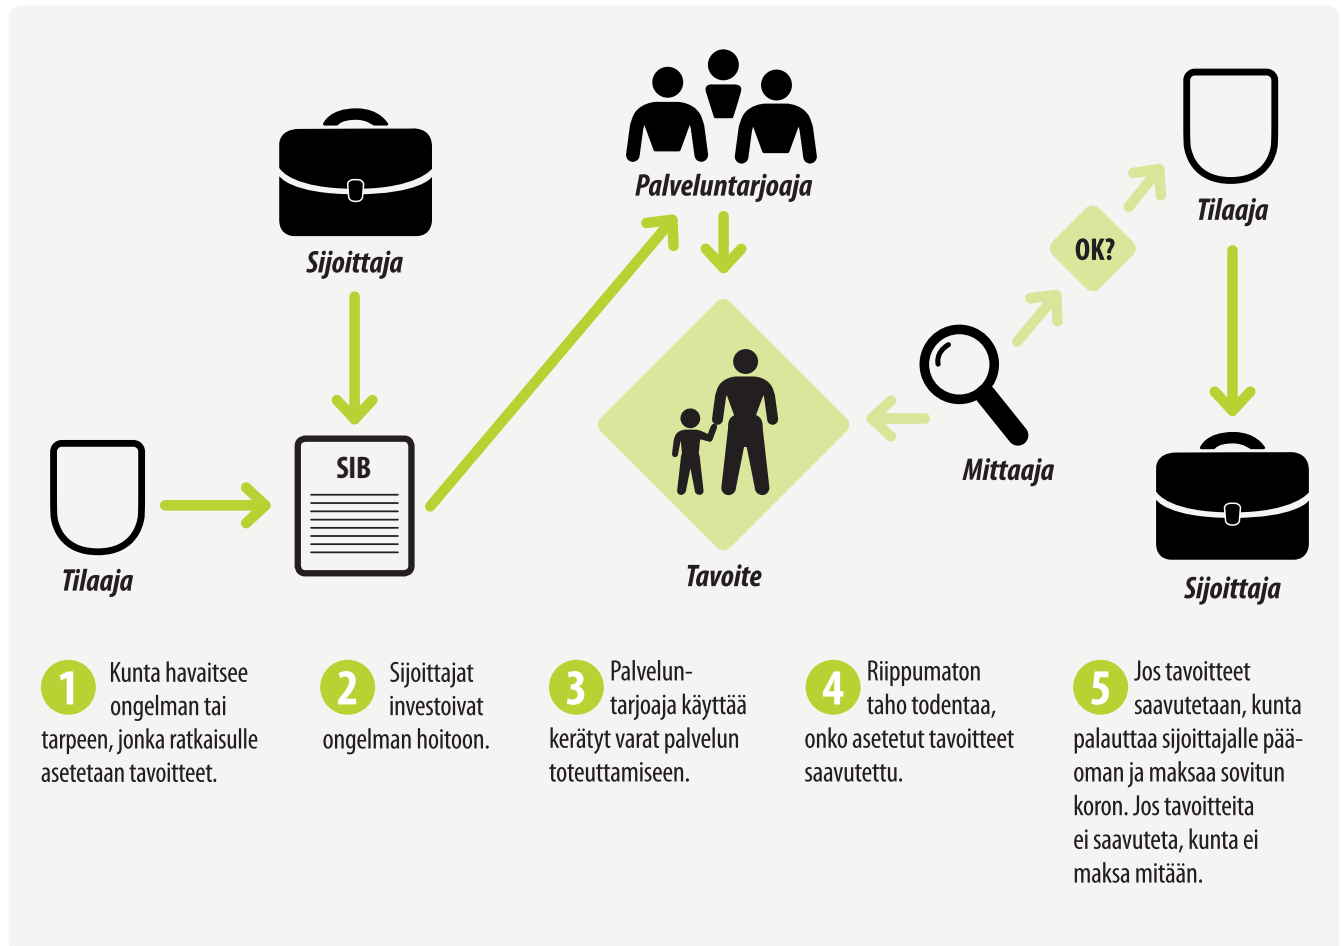 Palveluntarjoaja
Tilaaja
OK?
Sijoittaja
SIB
Mittaaja
Tilaaja
Tavoite
Sijoittaja
1 Kunta havaitsee
ongelman tai
tarpeen, jonka ratkaisulle
asetetaan tavoitteet.
2 Sijoittajat
investoivat
ongelman hoitoon.
3 Palvelun-
tarjoaja käyttää
kerätyt varat palvelun
toteuttamiseen.
4 Riippumaton
taho todentaa,
onko asetetut tavoitteet
saavutettu.
5 Jos tavoitteet
saavutetaan, kunta
palauttaa sijoittajalle pää-
oman ja maksaa sovitun
koron. Jos tavoitteita
ei saavuteta, kunta ei
maksa mitään.